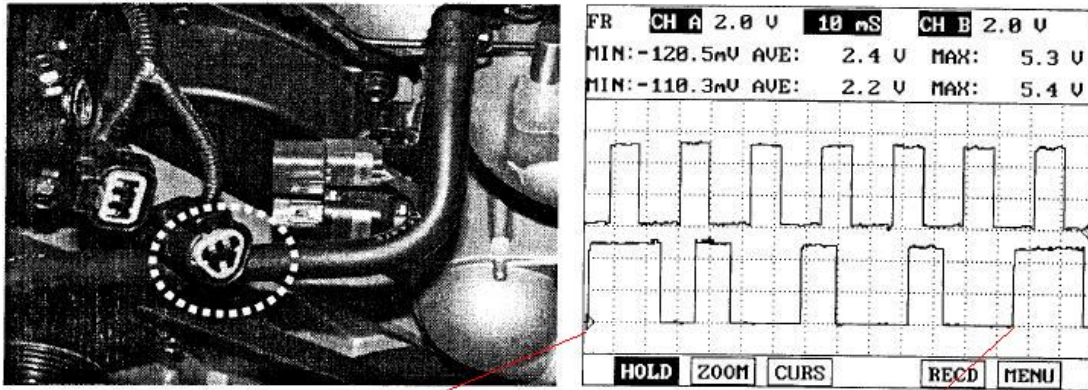 FR CH A 2.0 V 10 mS CH B 2.0 V
MIN:-120.5mV AVE: 2.4 V MAX: 5.3 V
MIN:-110.3mV AVE: 2.2 V MAX: 5.4 V
HOLD ZOOM CURS RECD MENU